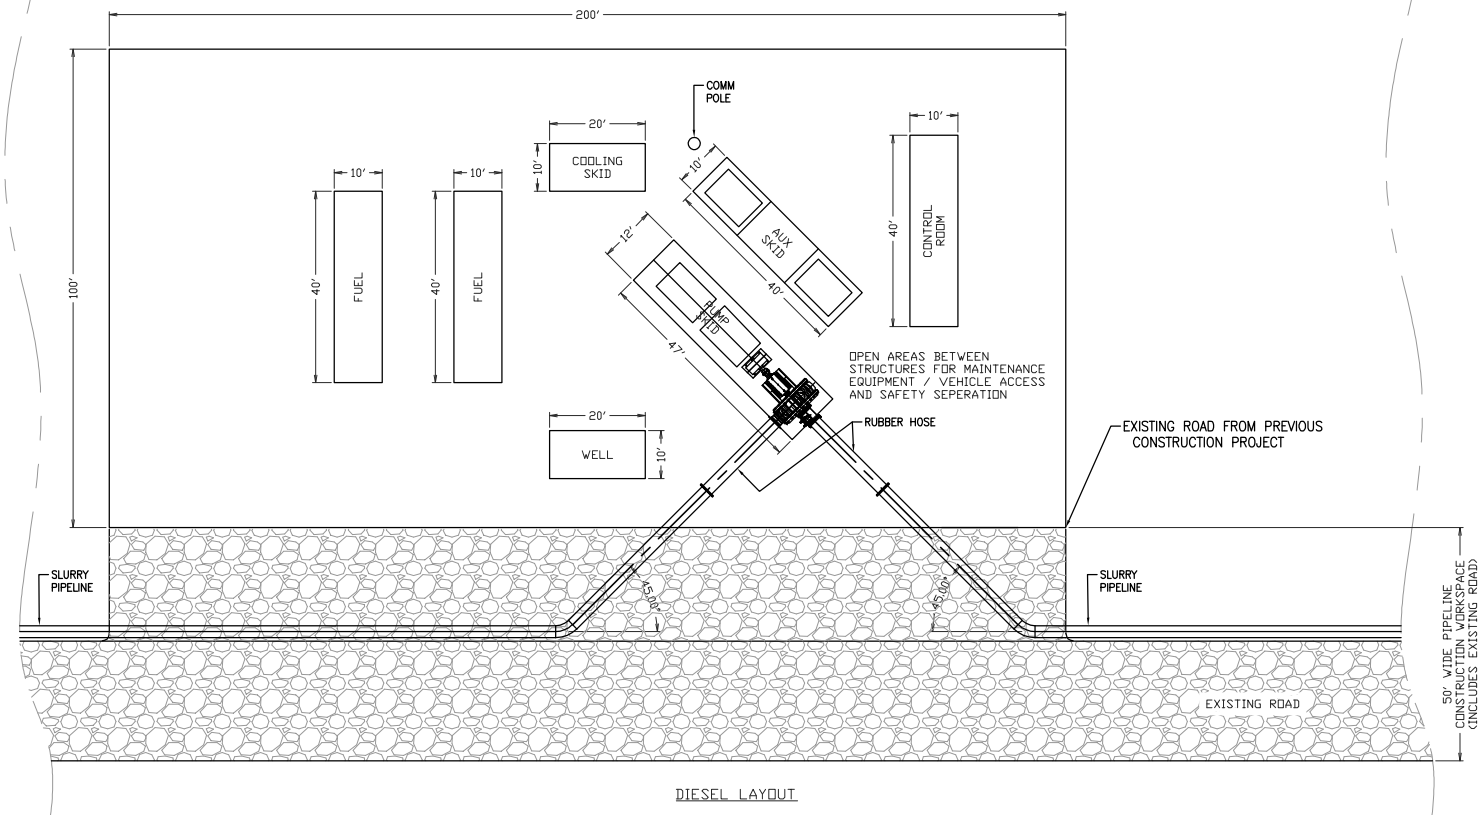 200'
COMM
POLE
20'
10'
COOLING
SKID
10'
10'
10'
10'
40'
CONTROL
ROOM
AUX
SKID
40'
12'
100'
40'
FUEL
40'
FUEL
PUMP
SKID
47'
OPEN AREAS BETWEEN
STRUCTURES FOR MAINTENANCE
EQUIPMENT / VEHICLE ACCESS
AND SAFETY SEPERATION
RUBBER HOSE
20'
WELL
10'
EXISTING ROAD FROM PREVIOUS
CONSTRUCTION PROJECT
SLURRY
PIPELINE
45.00°
45.00°
SLURRY
PIPELINE
50' WIDE PIPELINE
CONSTRUCTION WORKSPACE
(INCLUDES EXISTING ROAD)
EXISTING ROAD
DIESEL LAYOUT